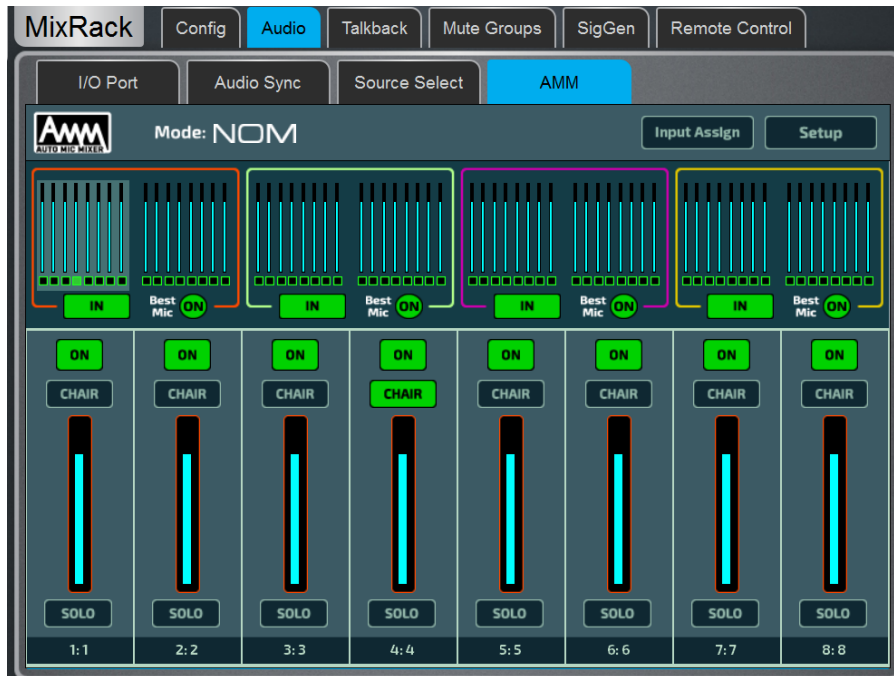 MixRack Config Audio Talkback Mute Groups SigGen Remote Control
I/O Port Audio Sync Source Select AMM
AMM
AUTO MIC MIXER
Mode: NOM Input Assign Setup
IN Best Mic ON IN Best Mic ON IN Best Mic ON IN Best Mic ON
ON ON ON ON ON ON ON ON
CHAIR CHAIR CHAIR CHAIR CHAIR CHAIR CHAIR CHAIR
SOLO SOLO SOLO SOLO SOLO SOLO SOLO SOLO
1:1 2:2 3:3 4:4 5:5 6:6 7:7 8:8